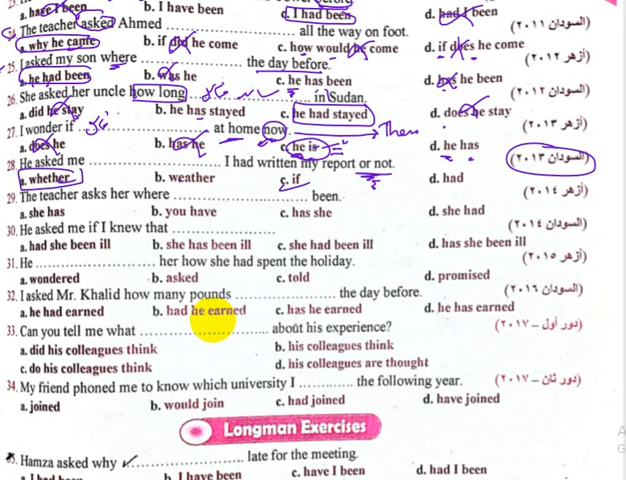 a. have I been b. I have been c. I had been d. had I been
The teacher asked Ahmed .................... all the way on foot. (السودان ٢٠١١)
a. why he came b. if did he come c. how would he come d. if does he come
25. I asked my son where .................... the day before. (أزهر ٢٠١٢)
a. he had been b. was he c. he has been d. he been
26. She asked her uncle how long .................... in Sudan. (السودان ٢٠١٢)
a. did he stay b. he has stayed c. he had stayed d. does he stay
27. I wonder if .................... at home now. Then (أزهر ٢٠١٣)
a. does he b. has he c. he is d. he has
28. He asked me .................... I had written my report or not. (السودان ٢٠١٣)
a. whether b. weather c. if d. had
29. The teacher asks her where .................... been. (أزهر ٢٠١٤)
a. she has b. you have c. has she d. she had
30. He asked me if I knew that .................... (السودان ٢٠١٤)
a. had she been ill b. she has been ill c. she had been ill d. has she been ill
31. He .................... her how she had spent the holiday. (أزهر ٢٠١٥)
a. wondered b. asked c. told d. promised
32. I asked Mr. Khalid how many pounds .................... the day before. (السودان ٢٠١٦)
a. he had earned b. had he earned c. has he earned d. he has earned
33. Can you tell me what .................... about his experience? (دور أول – ٢٠١٧)
a. did his colleagues think b. his colleagues think
c. do his colleagues think d. his colleagues are thought
34. My friend phoned me to know which university I ............ the following year. (دور ثان – ٢٠١٧)
a. joined b. would join c. had joined d. have joined
Longman Exercises
Hamza asked why .................... late for the meeting.
b. I have been c. have I been d. had I been